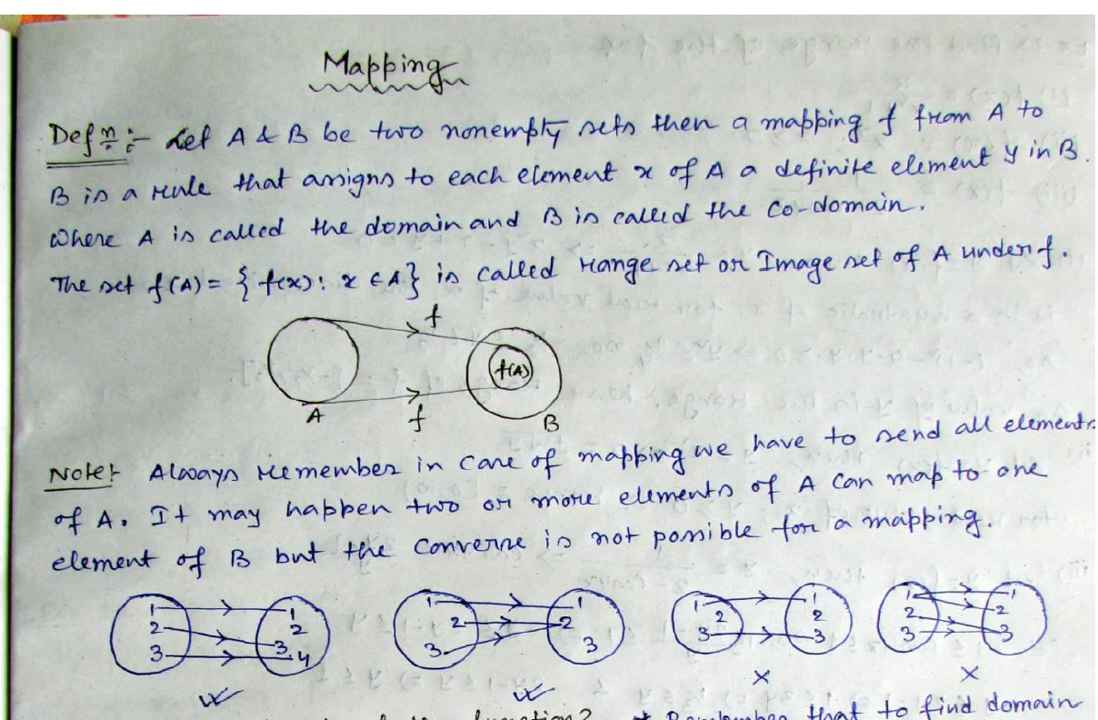 Mapping
Defn:- Let A & B be two nonempty sets then a mapping f from A to
B is a rule that assigns to each element x of A a definite element y in B.
Where A is called the domain and B is called the co-domain.
The set f(A) = { f(x): x ∈ A} is called range set or Image set of A under f.
f
f(A)
A f B
Note:- Always remember in case of mapping we have to send all elements
of A. It may happen two or more elements of A can map to one
element of B but the converse is not possible for a mapping.
1 1 1 1 1 1 1 1
2 2 2 2 2 2 2 2
3 3 4 3 3 3 3 3 3
✓ ✓ × ×
function? Remember that to find domain